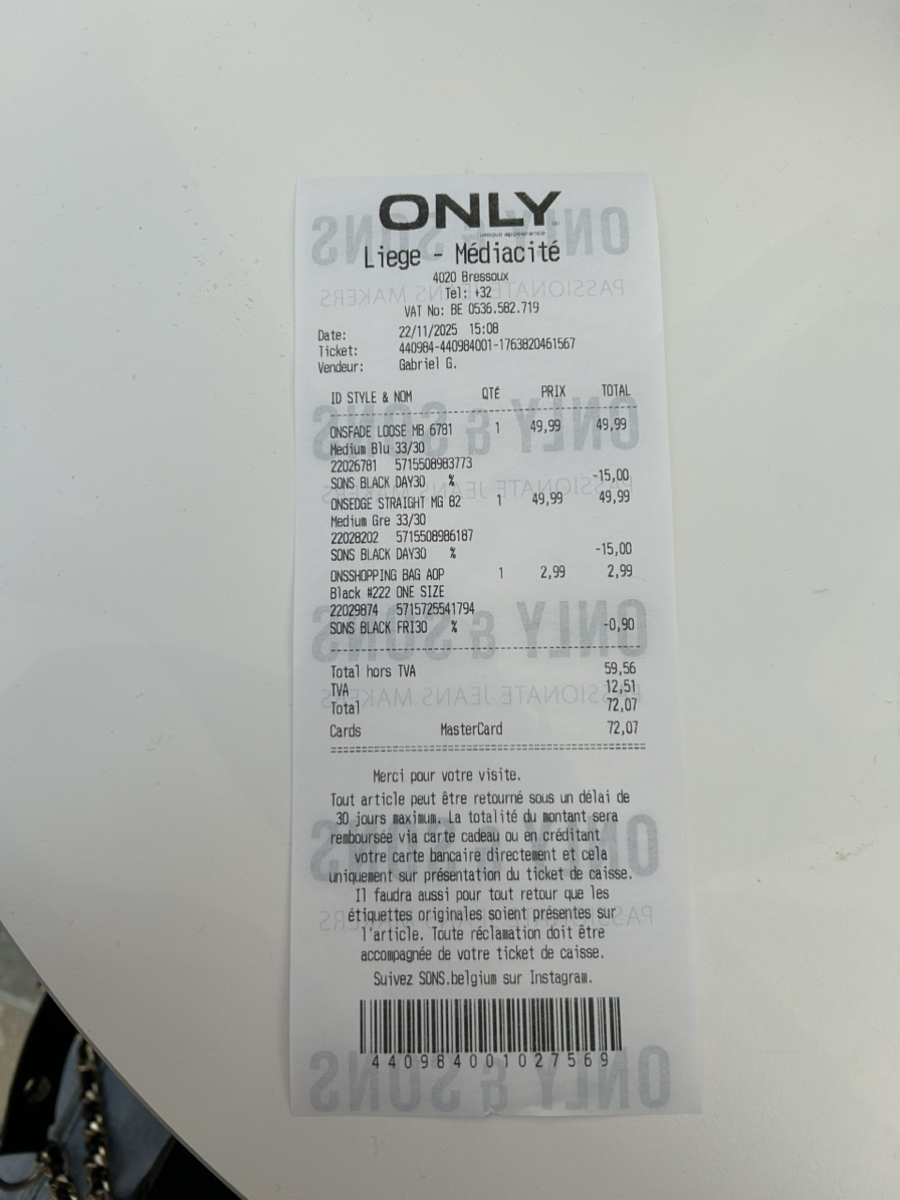 ONLY
unique appearance
Liege - Médiacité
4020 Bressoux
Tel: +32
VAT No: BE 0536.582.719
Date: 22/11/2025 15:08
Ticket: 440984-440984001-1763820461567
Vendeur: Gabriel G.
ID STYLE & NOM QTÉ PRIX TOTAL
ONSFADE LOOSE MB 6781 1 49,99 49,99
Medium Blu 33/30
22026781 5715508983773
SONS BLACK DAY30 % -15,00
ONSEDGE STRAIGHT MG 82 1 49,99 49,99
Medium Gre 33/30
22028202 5715508986187
SONS BLACK DAY30 % -15,00
ONSSHOPPING BAG AOP 1 2,99 2,99
Black #222 ONE SIZE
22029874 5715725541794
SONS BLACK FRI30 % -0,90
Total hors TVA 59,56
TVA 12,51
Total 72,07
Cards MasterCard 72,07
Merci pour votre visite.
Tout article peut être retourné sous un délai de
30 jours maximum. La totalité du montant sera
remboursée via carte cadeau ou en créditant
votre carte bancaire directement et cela
uniquement sur présentation du ticket de caisse.
Il faudra aussi pour tout retour que les
étiquettes originales soient présentes sur
l'article. Toute réclamation doit être
accompagnée de votre ticket de caisse.
Suivez SONS.belgium sur Instagram.
440984001027569